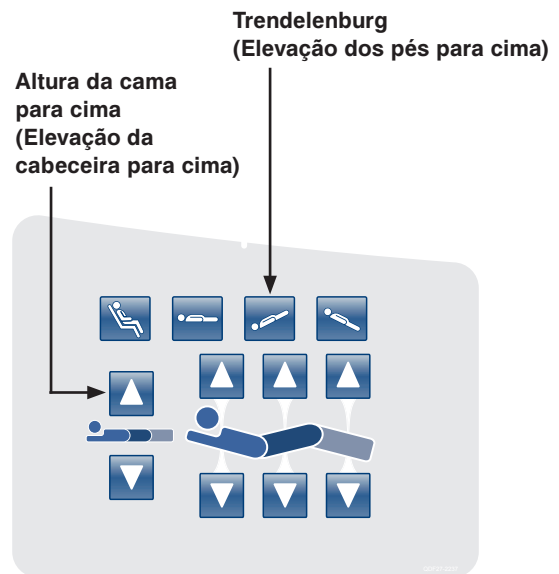 Trendelenburg
(Elevação dos pés para cima)
Altura da cama
para cima
(Elevação da
cabeceira para cima)